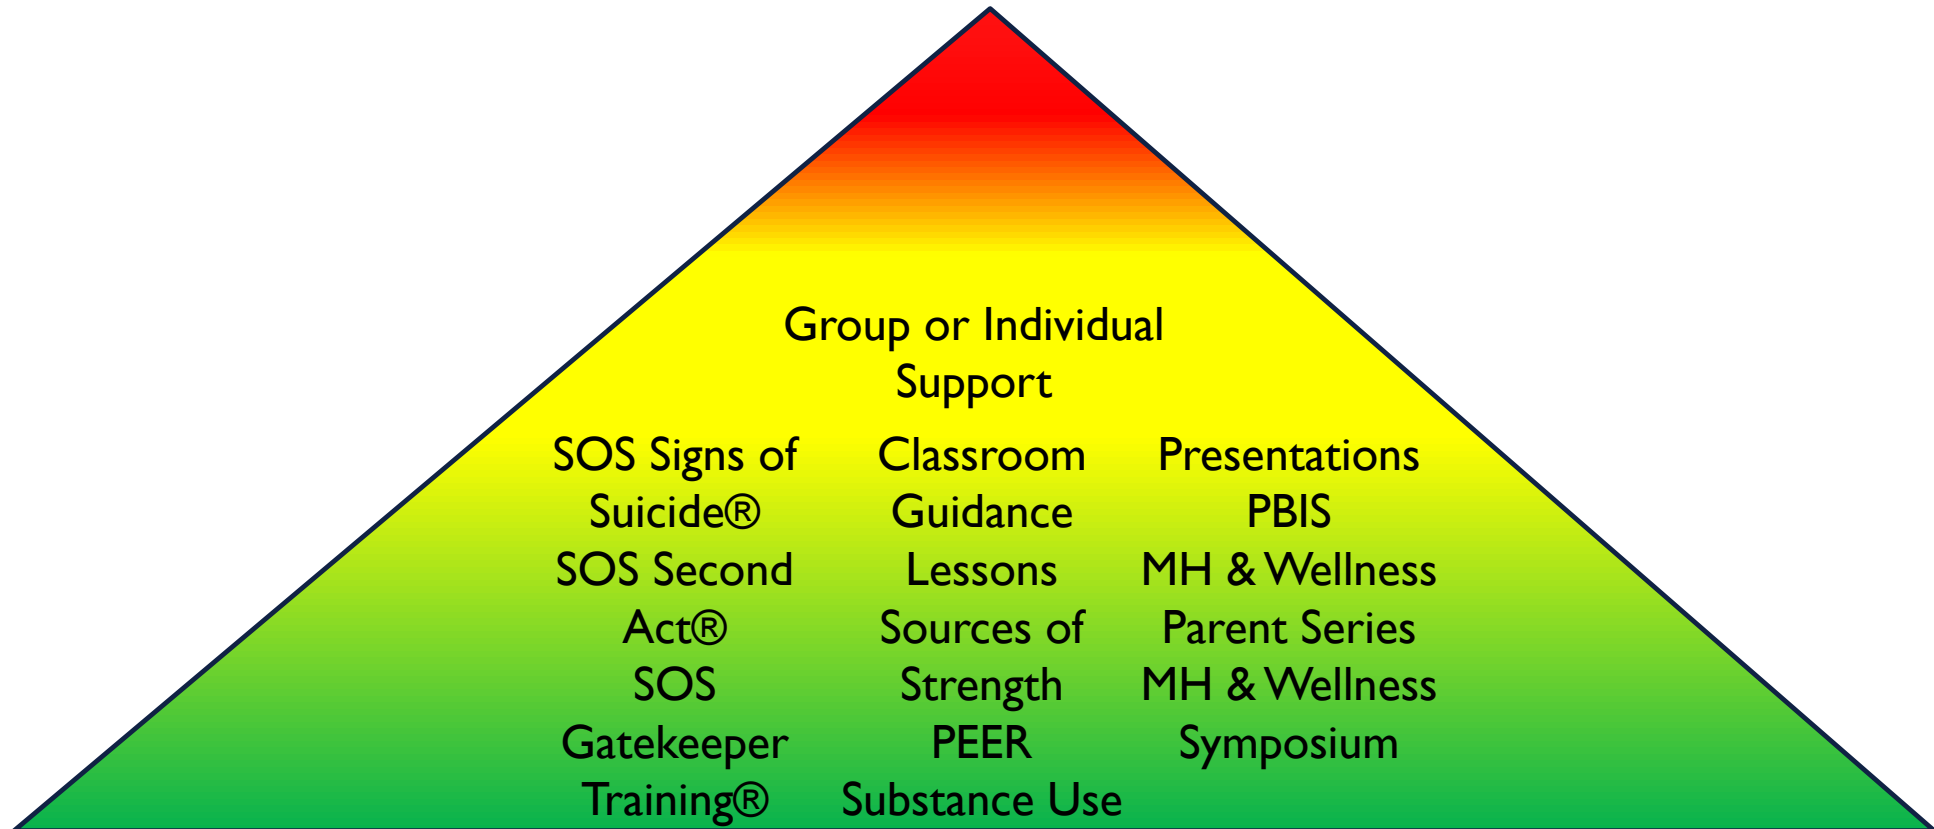 Group or Individual
Support
SOS Signs of
Suicide®
SOS Second
Act®
SOS
Gatekeeper
Training®
Classroom
Guidance
Lessons
Sources of
Strength
PEER
Substance Use
Presentations
PBIS
MH & Wellness
Parent Series
MH & Wellness
Symposium